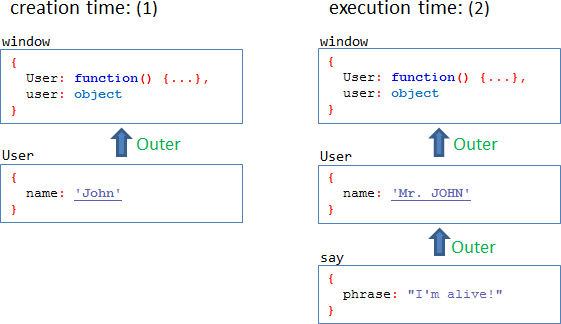 creation time: (1)
window
{
User: function() {...},
user: object
}
Outer
User
{
name: 'John'
}
execution time: (2)
window
{
User: function() {...},
user: object
}
Outer
User
{
name: 'Mr. JOHN'
}
Outer
say
{
phrase: "I'm alive!"
}